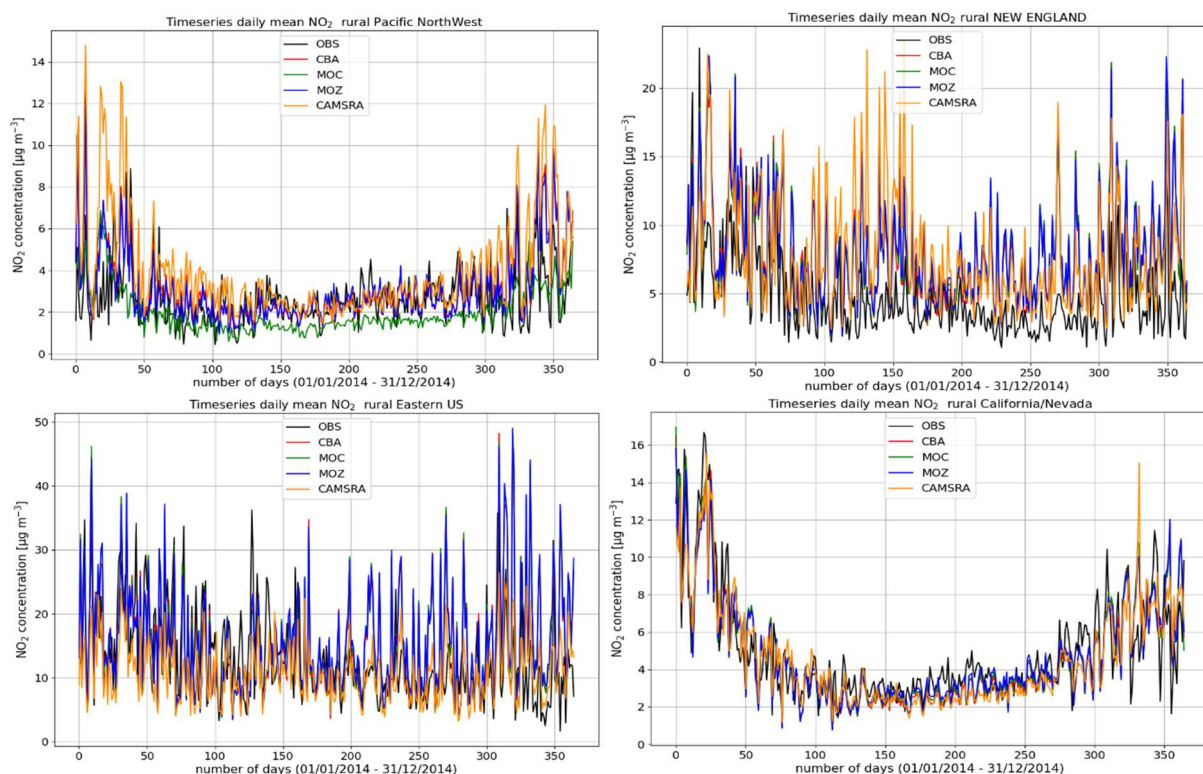 Timeseries daily mean NO₂ rural Pacific NorthWest
OBS
CBA
MOC
MOZ
CAMSRA
NO₂ concentration [µg m⁻³]
14
12
10
8
6
4
2
0
0 50 100 150 200 250 300 350
number of days (01/01/2014 - 31/12/2014)
Timeseries daily mean NO₂ rural NEW ENGLAND
OBS
CBA
MOC
MOZ
CAMSRA
NO₂ concentration [µg m⁻³]
20
15
10
5
0
0 50 100 150 200 250 300 350
number of days (01/01/2014 - 31/12/2014)
Timeseries daily mean NO₂ rural Eastern US
OBS
CBA
MOC
MOZ
CAMSRA
NO₂ concentration [µg m⁻³]
50
40
30
20
10
0
0 50 100 150 200 250 300 350
number of days (01/01/2014 - 31/12/2014)
Timeseries daily mean NO₂ rural California/Nevada
OBS
CBA
MOC
MOZ
CAMSRA
NO₂ concentration [µg m⁻³]
16
14
12
10
8
6
4
2
0
0 50 100 150 200 250 300 350
number of days (01/01/2014 - 31/12/2014)